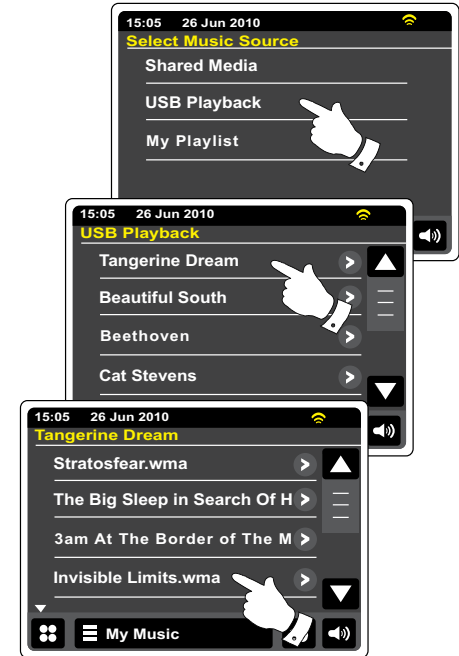 15:05 26 Jun 2010
Select Music Source
Shared Media
USB Playback
My Playlist
15:05 26 Jun 2010
USB Playback
Tangerine Dream
Beautiful South
Beethoven
Cat Stevens
15:05 26 Jun 2010
Tangerine Dream
Stratosfear.wma
The Big Sleep in Search Of H
3am At The Border of The M
Invisible Limits.wma
My Music